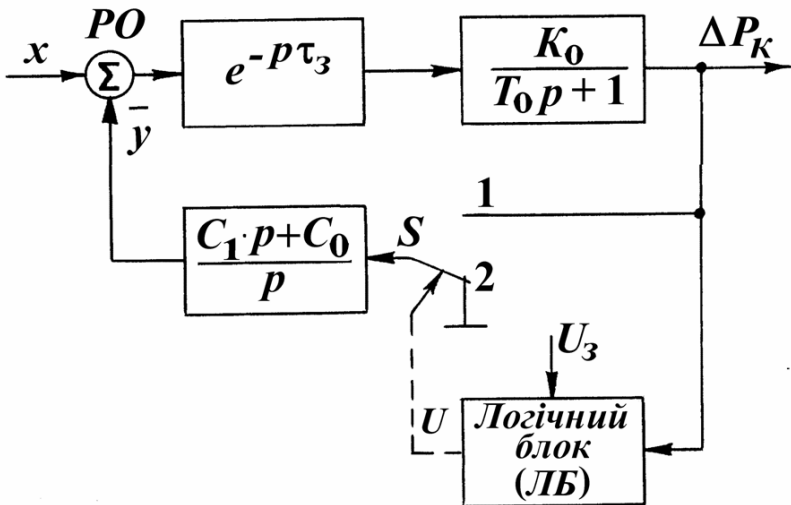 PO
x
Σ
e^{-pτ_з}
K_0
T_0 p + 1
ΔP_K
y
1
C_1·p+C_0
p
S
2
U_з
U
Логічний
блок
(ЛБ)